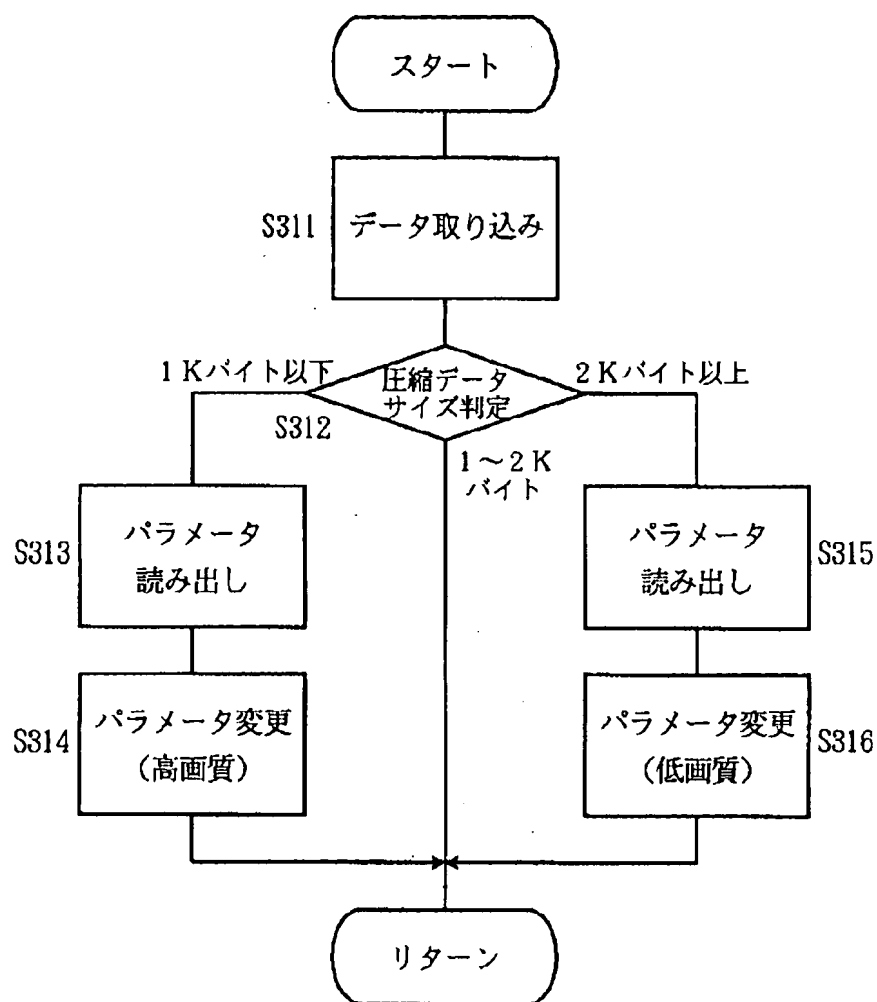 スタート
S311
データ取り込み
1Kバイト以下
圧縮データ
サイズ判定
2Kバイト以上
S312
1～2K
バイト
S313
パラメータ
読み出し
パラメータ
読み出し
S315
S314
パラメータ変更
(高画質)
パラメータ変更
(低画質)
S316
リターン